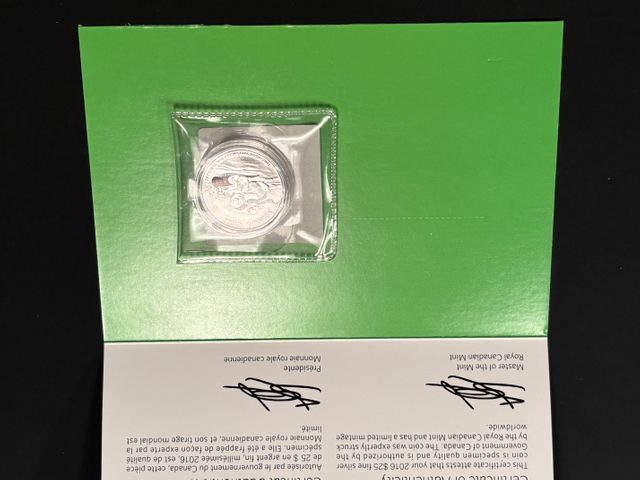 Certificate of Authenticity
This certificate attests that your 2016 $25 fine silver
coin is of specimen quality and is authorized by the
Government of Canada. The coin was expertly struck
by the Royal Canadian Mint and has a limited mintage
worldwide.
Master of the Mint
Royal Canadian Mint
Autorisée par le gouvernement du Canada, cette pièce
de 25 $ en argent fin, millésimée 2016, est de qualité
spécimen. Elle a été frappée de façon experte par la
Monnaie royale canadienne, et son tirage mondial est
limité.
Présidente
Monnaie royale canadienne